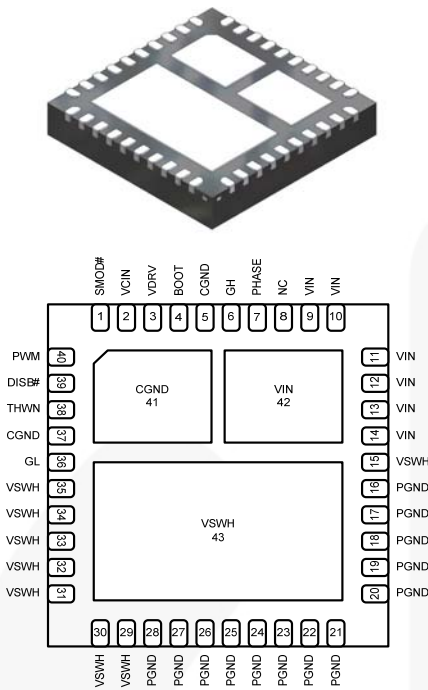 SMOD#
VCIN
VDRV
BOOT
CGND
GH
PHASE
NC
VIN
VIN
1 2 3 4 5 6 7 8 9 10
PWM 40
DISB# 39
THWN 38
CGND 37
GL 36
VSWH 35
VSWH 34
VSWH 33
VSWH 32
VSWH 31
CGND
41
VIN
42
VSWH
43
11 VIN
12 VIN
13 VIN
14 VIN
15 VSWH
16 PGND
17 PGND
18 PGND
19 PGND
20 PGND
30 29 28 27 26 25 24 23 22 21
VSWH
VSWH
PGND
PGND
PGND
PGND
PGND
PGND
PGND
PGND